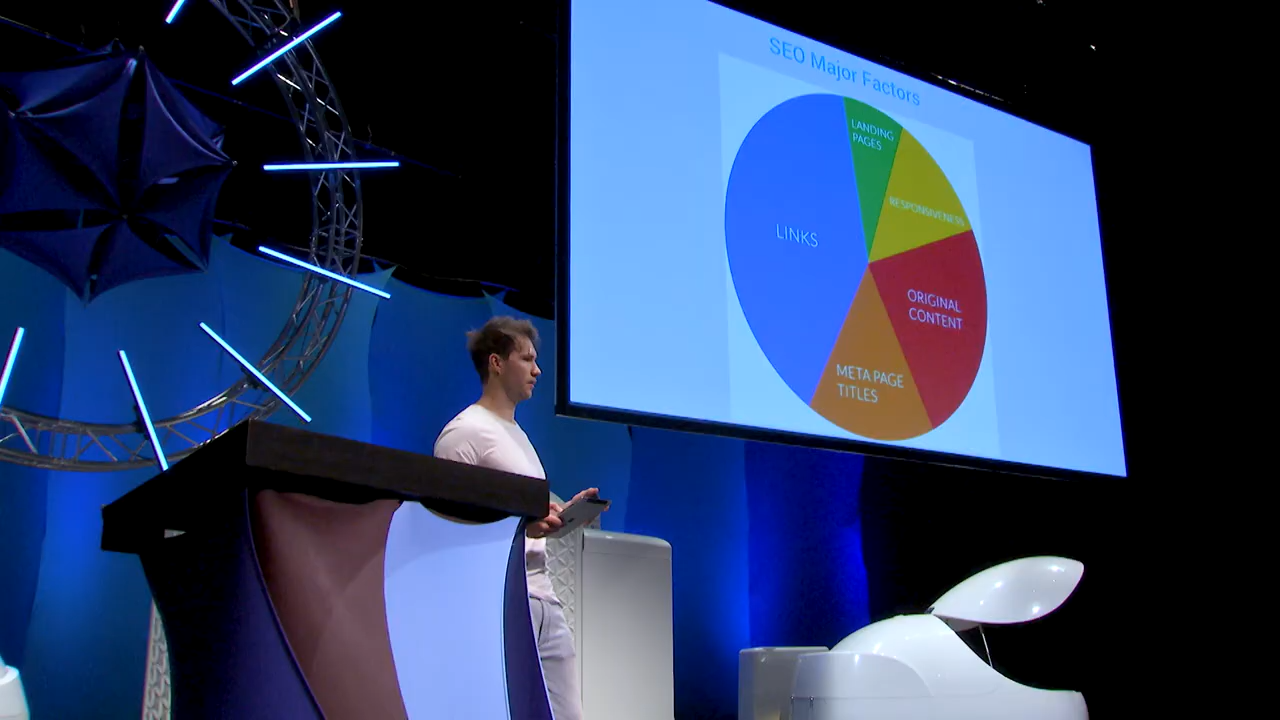 SEO Major Factors
LANDING
PAGES
RESPONSIVENESS
LINKS
ORIGINAL
CONTENT
META PAGE
TITLES